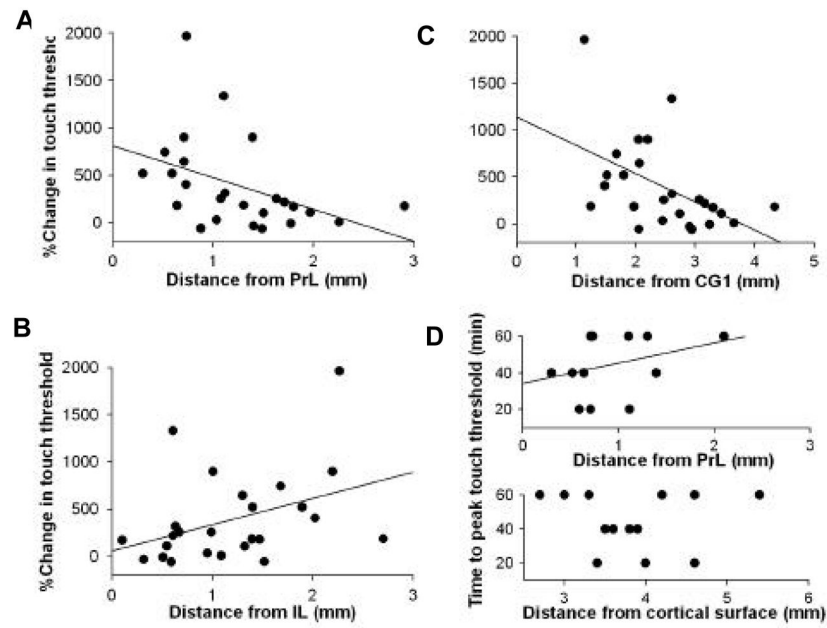 A
%Change in touch thresho
2000
1500
1000
500
0
0 1 2 3
Distance from PrL (mm)
C
2000
1500
1000
500
0
0 1 2 3 4 5
Distance from CG1 (mm)
B
%Change in touch threshold
2000
1500
1000
500
0
0 1 2 3
Distance from IL (mm)
D
Time to peak touch threshold (min)
60
40
20
0 1 2 3
Distance from PrL (mm)
60
40
20
3 4 5 6
Distance from cortical surface (mm)